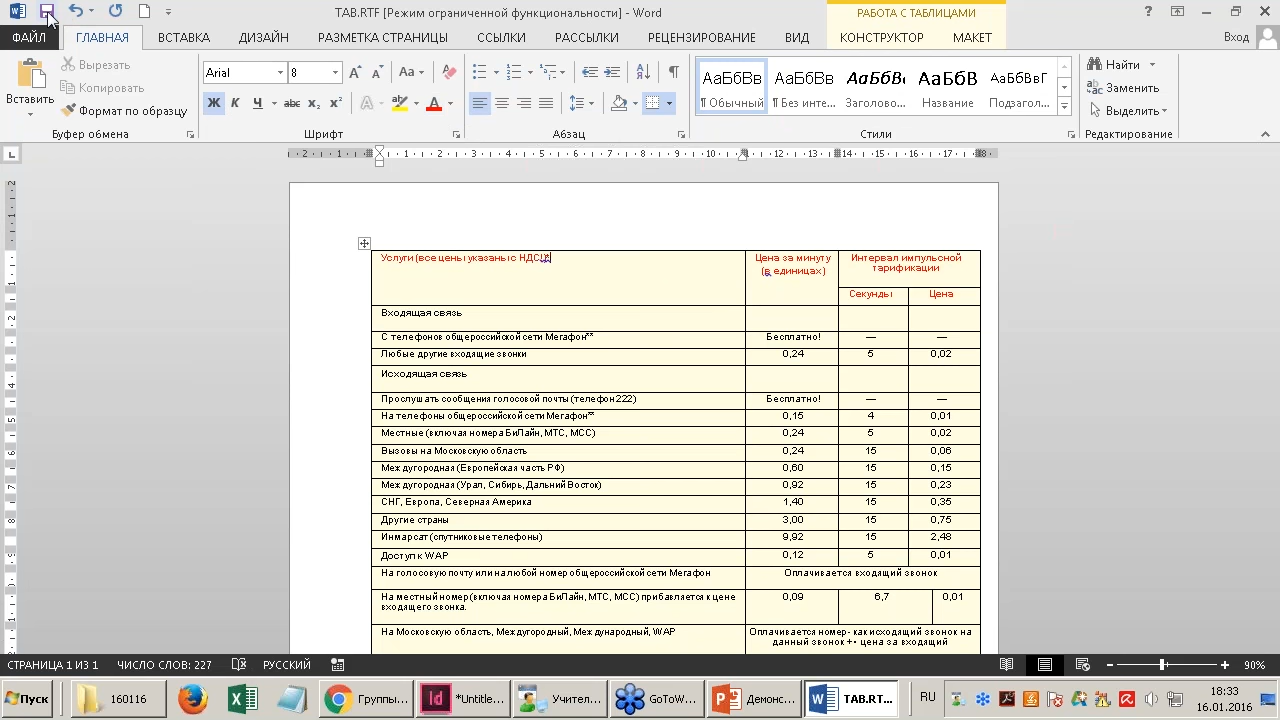 TAB.RTF [Режим ограниченной функциональности] - Word
РАБОТА С ТАБЛИЦАМИ
ФАЙЛ ГЛАВНАЯ ВСТАВКА ДИЗАЙН РАЗМЕТКА СТРАНИЦЫ ССЫЛКИ РАССЫЛКИ РЕЦЕНЗИРОВАНИЕ ВИД КОНСТРУКТОР МАКЕТ Вход
Вставить
Вырезать
Копировать
Формат по образцу
Буфер обмена
Arial 8
Ж К Ч abc x₂ x²
Шрифт
Абзац
АаБбВв АаБбВв АаБбВв АаБбВ АаБбВвГ
¶ Обычный ¶ Без инте... Заголово... Название Подзагол...
Стили
Найти
Заменить
Выделить
Редактирование
Услуги (все цены указаны с НДС)* Цена за минуту (в единицах) Интервал импульсной тарификации
Секунды Цена
Входящая связь
С телефонов общероссийской сети Мегафон** Бесплатно! — —
Любые другие входящие звонки 0,24 5 0,02
Исходящая связь
Прослушать сообщения голосовой почты (телефон 222) Бесплатно! — —
На телефоны общероссийской сети Мегафон** 0,15 4 0,01
Местные (включая номера БиЛайн, МТС, МСС) 0,24 5 0,02
Вызовы на Московскую область 0,24 15 0,06
Междугородная (Европейская часть РФ) 0,60 15 0,15
Междугородная (Урал, Сибирь, Дальний Восток) 0,92 15 0,23
СНГ, Европа, Северная Америка 1,40 15 0,35
Другие страны 3,00 15 0,75
Инмарсат (спутниковые телефоны) 9,92 15 2,48
Доступ к WAP 0,12 5 0,01
На голосовую почту или на любой номер общероссийской сети Мегафон Оплачивается входящий звонок
На местный номер (включая номера БиЛайн, МТС, МСС) прибавляется к цене входящего звонка. 0,09 6,7 0,01
На Московскую область, Междугородный, Международный, WAP Оплачивается номер- как исходящий звонок на данный звонок +• цена за входящий
СТРАНИЦА 1 ИЗ 1 ЧИСЛО СЛОВ: 227 РУССКИЙ 90%
Пуск 160116 Группы... *Untitle... Учител... GoToW... Демонс... TAB.RT... RU 18:33
16.01.2016